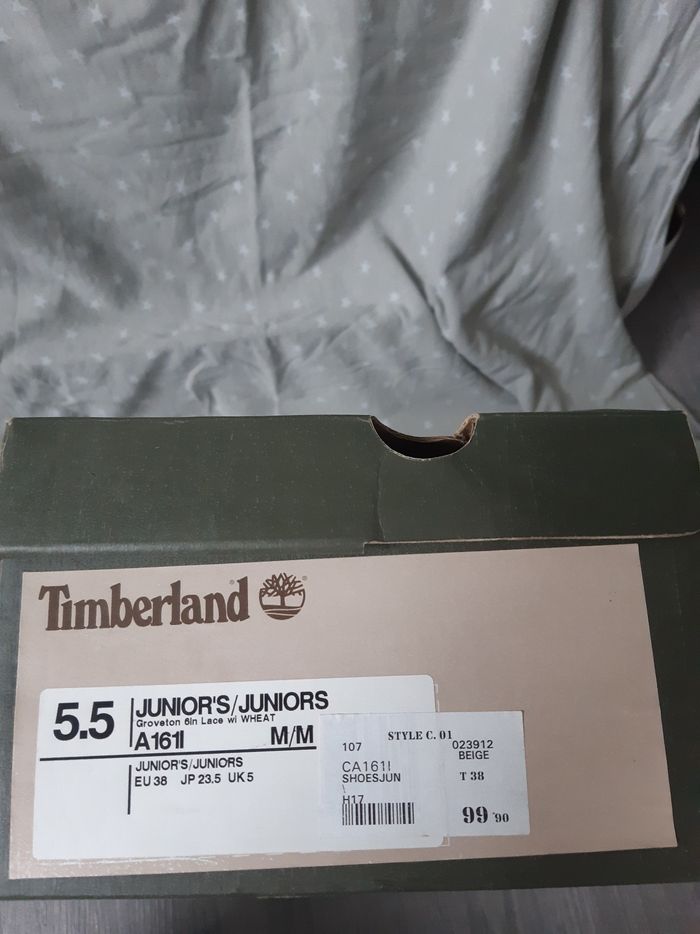 Timberland
5.5
JUNIOR'S/JUNIORS
Groveton 6in Lace wi WHEAT
A161I M/M
JUNIOR'S/JUNIORS
EU 38 JP 23.5 UK 5
STYLE C. 01
107 023912
BEIGE
CA161I
SHOESJUN T 38
\
H17
99 '90